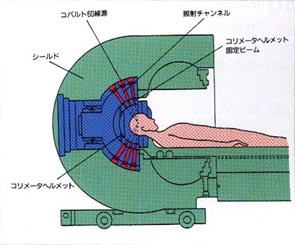 コバルト60線源
照射チャンネル
コリメータヘルメット
固定ビーム
シールド
コリメータヘルメット